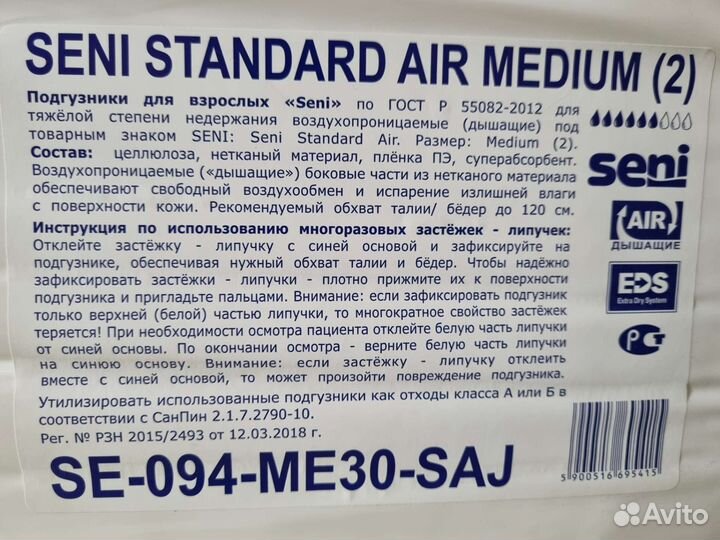 SENI STANDARD AIR MEDIUM (2)
Подгузники для взрослых «Seni» по ГОСТ Р 55082-2012 для
тяжёлой степени недержания воздухопроницаемые (дышащие) под
товарным знаком SENI: Seni Standard Air. Размер: Medium (2).
Состав: целлюлоза, нетканый материал, плёнка ПЭ, суперабсорбент.
Воздухопроницаемые («дышащие») боковые части из нетканого материала
обеспечивают свободный воздухообмен и испарение излишней влаги
с поверхности кожи. Рекомендуемый обхват талии/ бёдер до 120 см.
seni
AIR
ДЫШАЩИЕ
EDS
Extra Dry System
РСТ
Инструкция по использованию многоразовых застёжек - липучек:
Отклейте застёжку - липучку с синей основой и зафиксируйте на
подгузнике, обеспечивая нужный обхват талии и бёдер. Чтобы надёжно
зафиксировать застёжки - липучки - плотно прижмите их к поверхности
подгузника и пригладьте пальцами. Внимание: если зафиксировать подгузник
только верхней (белой) частью липучки, то многократное свойство застёжек
теряется! При необходимости осмотра пациента отклейте белую часть липучки
от синей основы. По окончании осмотра - верните белую часть липучки
на синюю основу. Внимание: если застёжку - липучку отклеить
вместе с синей основой, то может произойти повреждение подгузника.
Утилизировать использованные подгузники как отходы класса А или Б в
соответствии с СанПин 2.1.7.2790-10.
Рег. № РЗН 2015/2493 от 12.03.2018 г.
SE-094-ME30-SAJ
5 900516 695415
Avito